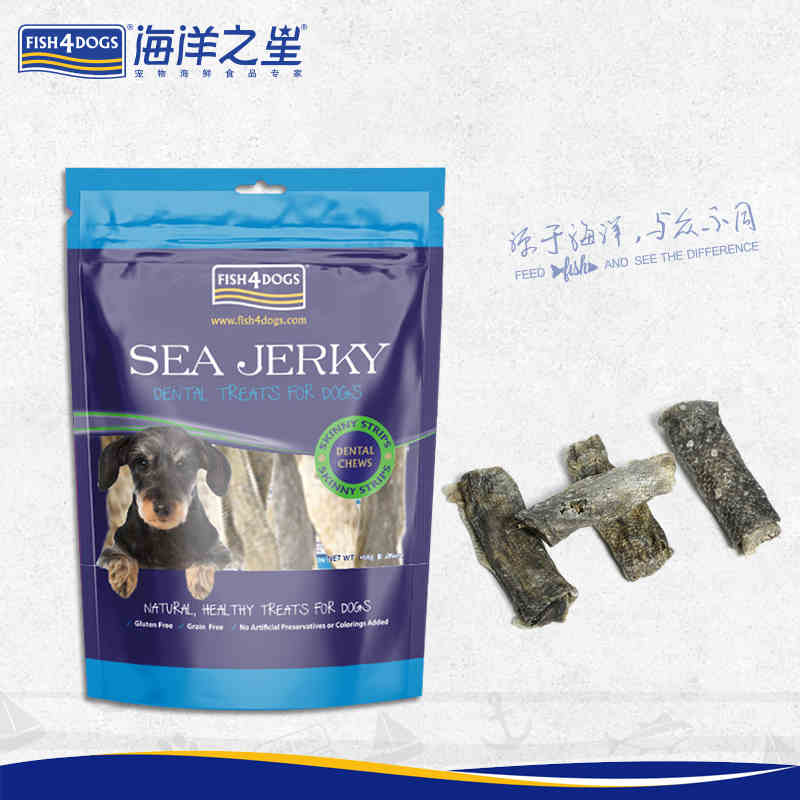 FISH4DOGS® 海洋之星®
宠物海鲜食品专家
源于海洋,与众不同
FEED fish AND SEE THE DIFFERENCE
FISH4DOGS
www.fish4dogs.com
SEA JERKY
DENTAL TREATS FOR DOGS
SKINNY STRIPS
DENTAL
CHEWS
SKINNY STRIPS
NET WT
NATURAL, HEALTHY TREATS FOR DOGS
✓ Gluten Free ✓ Grain Free ✓ No Artificial Preservatives or Colorings Added